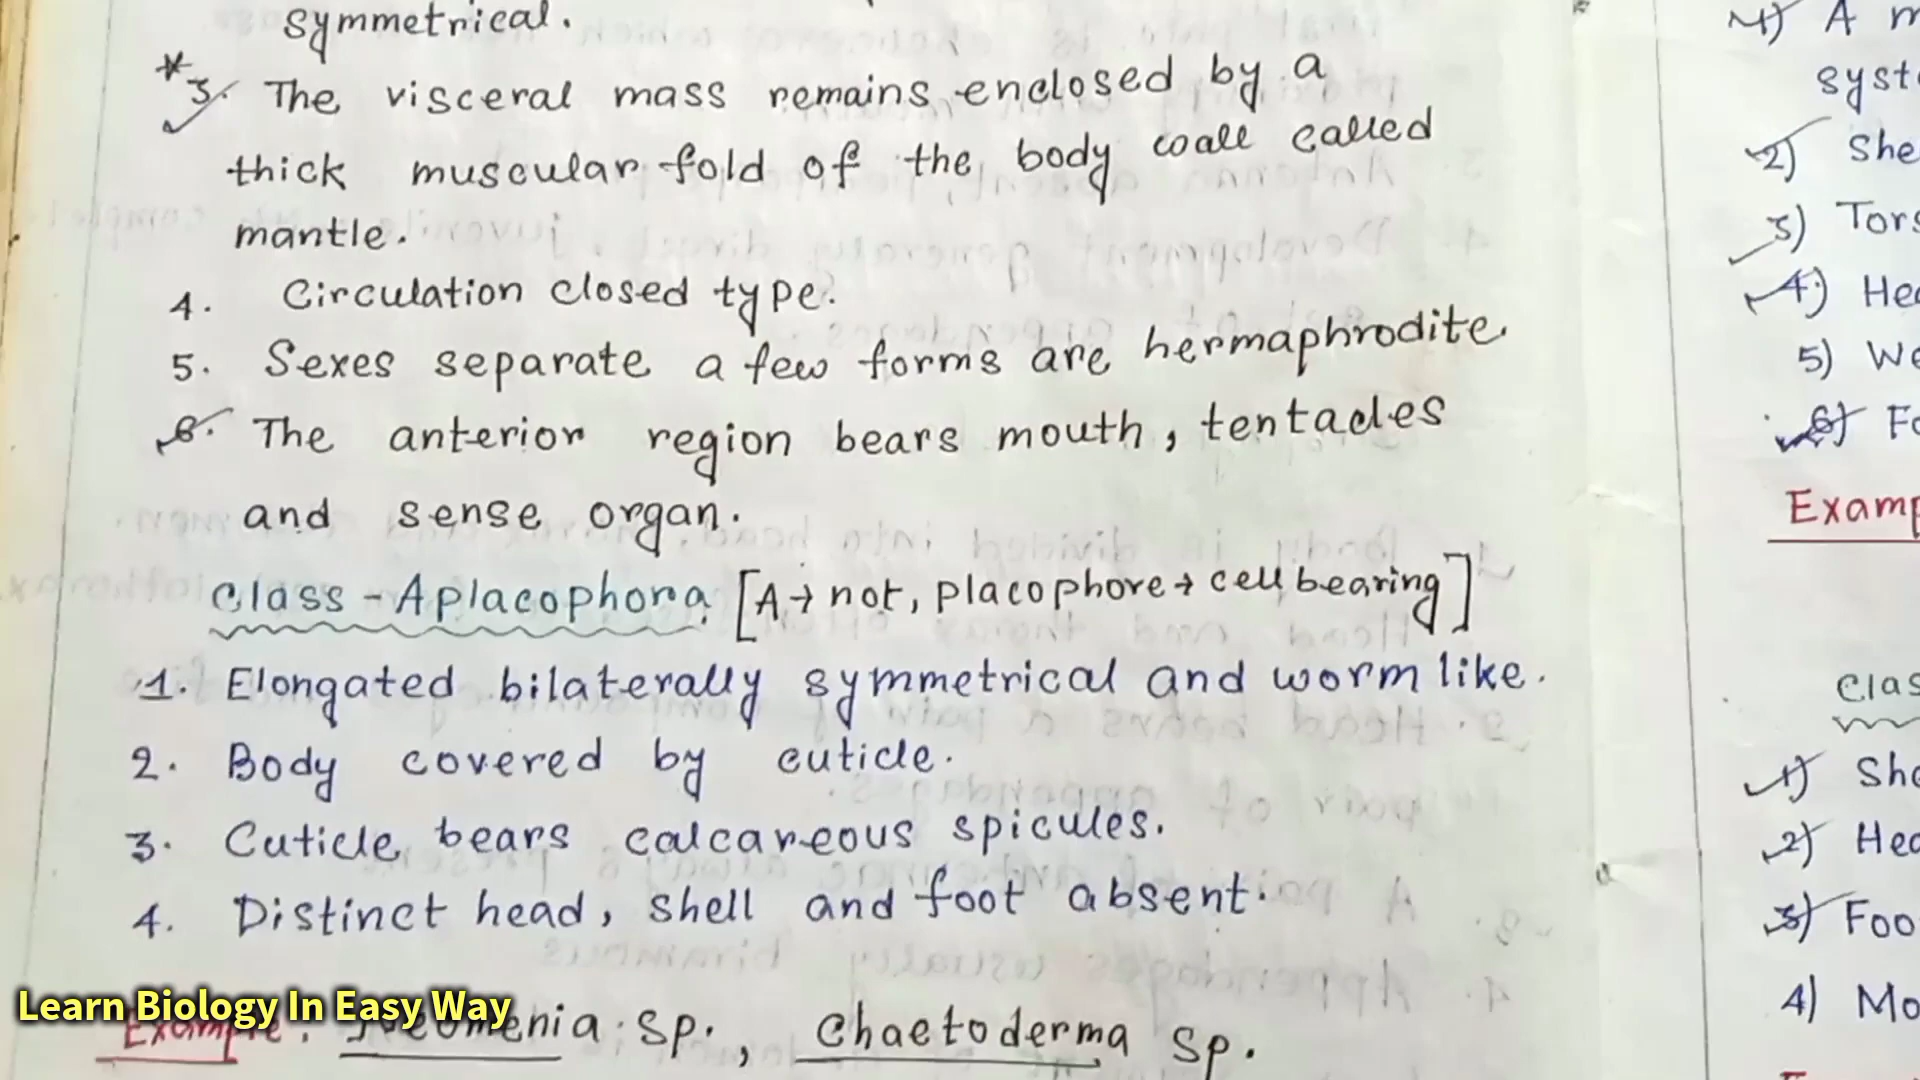 symmetrical.
*3. The visceral mass remains enclosed by a
thick muscular fold of the body wall called
mantle.
4. Circulation closed type.
5. Sexes separate a few forms are hermaphrodite.
6. The anterior region bears mouth, tentacles
and sense organ.
Class - Aplacophora. [A→ not, placophore → cell bearing]
1. Elongated bilaterally symmetrical and worm like.
2. Body covered by cuticle.
3. Cuticle bears calcareous spicules.
4. Distinct head, shell and foot absent.
Example: Neomenia sp., Chaetoderma sp.
Learn Biology In Easy Way
1) A m
syst
2) She
3) Tors
4) Hea
5) We
6) Fo
Examp
Clas
1) She
2) Hea
3) Foo
4) Mo